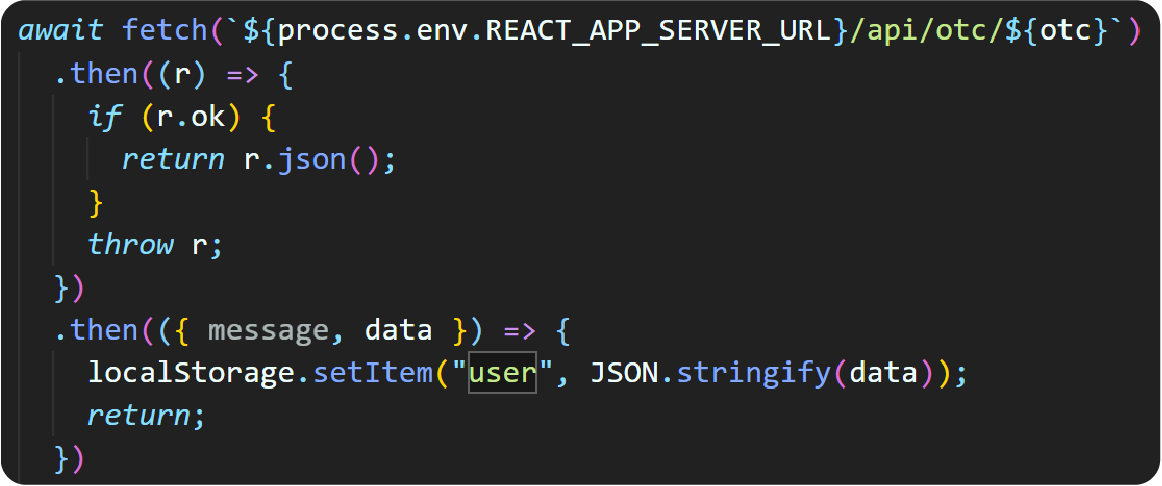 await fetch(`${process.env.REACT_APP_SERVER_URL}/api/otc/${otc}`)
.then((r) => {
if (r.ok) {
return r.json();
}
throw r;
})
.then(({ message, data }) => {
localStorage.setItem("user", JSON.stringify(data));
return;
})